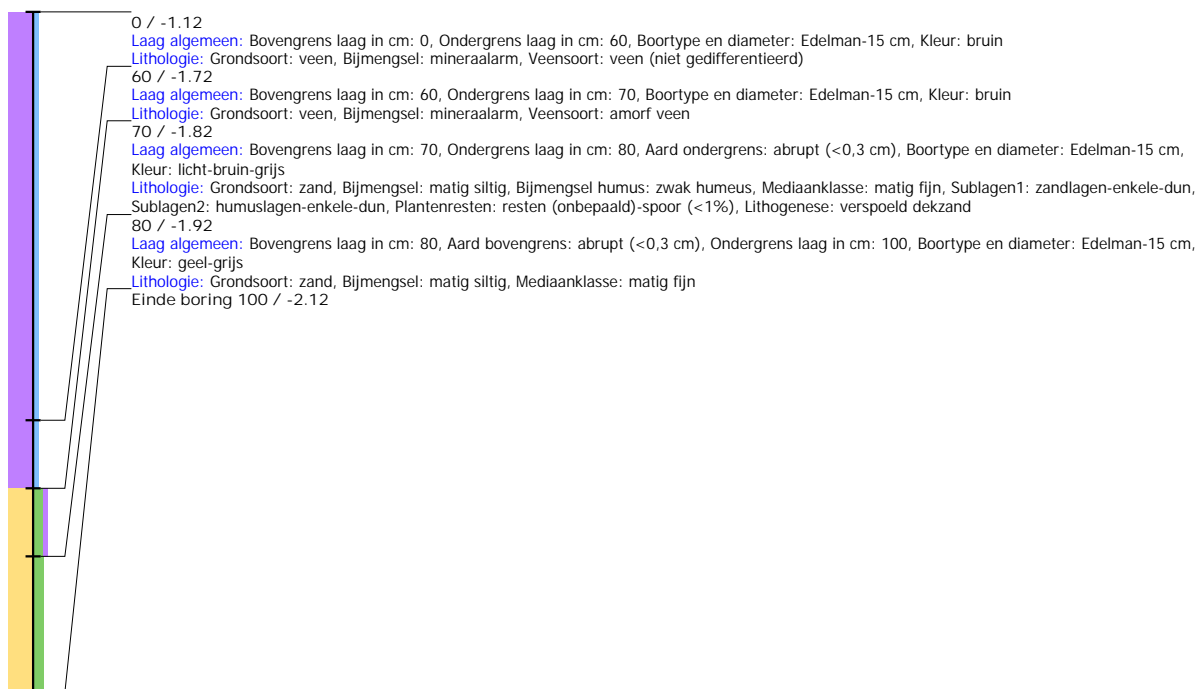 0 / -1.12
Laag algemeen: Bovengrens laag in cm: 0, Ondergrens laag in cm: 60, Boortype en diameter: Edelman-15 cm, Kleur: bruin
Lithologie: Grondsoort: veen, Bijmengsel: mineraalarm, Veensoort: veen (niet gedifferentieerd)
60 / -1.72
Laag algemeen: Bovengrens laag in cm: 60, Ondergrens laag in cm: 70, Boortype en diameter: Edelman-15 cm, Kleur: bruin
Lithologie: Grondsoort: veen, Bijmengsel: mineraalarm, Veensoort: amorf veen
70 / -1.82
Laag algemeen: Bovengrens laag in cm: 70, Ondergrens laag in cm: 80, Aard ondergrens: abrupt (<0,3 cm), Boortype en diameter: Edelman-15 cm,
Kleur: licht-bruin-grijs
Lithologie: Grondsoort: zand, Bijmengsel: matig siltig, Bijmengsel humus: zwak humeus, Mediaanklasse: matig fijn, Sublagen1: zandlagen-enkele-dun,
Sublagen2: humuslagen-enkele-dun, Plantenresten: resten (onbepaald)-spoor (<1%), Lithogenese: verspoeld dekzand
80 / -1.92
Laag algemeen: Bovengrens laag in cm: 80, Aard bovengrens: abrupt (<0,3 cm), Ondergrens laag in cm: 100, Boortype en diameter: Edelman-15 cm,
Kleur: geel-grijs
Lithologie: Grondsoort: zand, Bijmengsel: matig siltig, Mediaanklasse: matig fijn
Einde boring 100 / -2.12